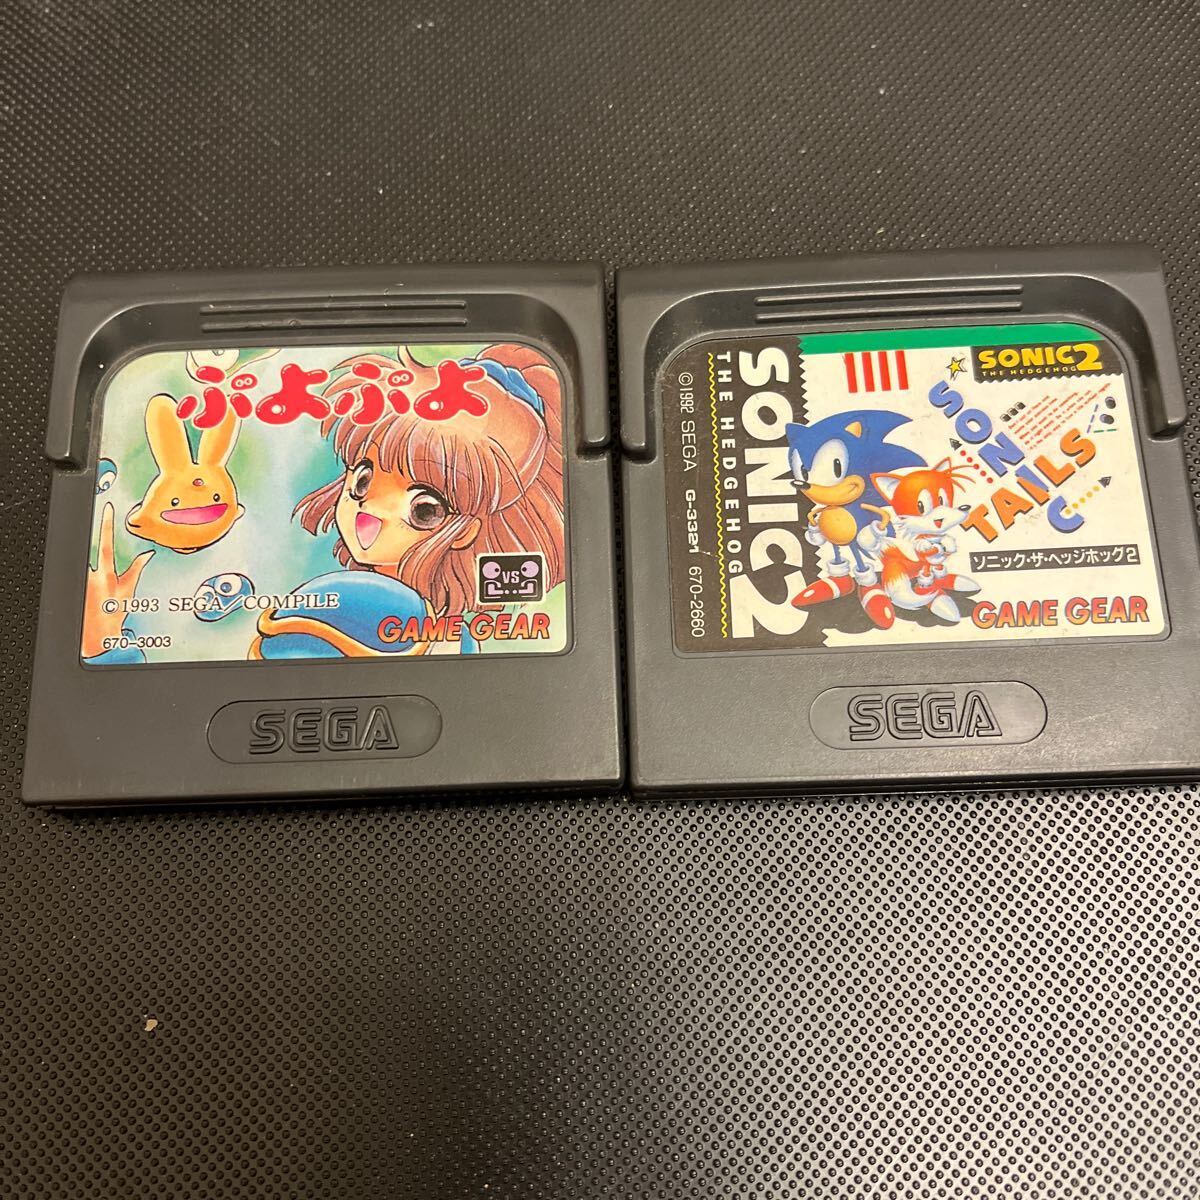 ぷよぷよ
VS
©1993 SEGA/COMPILE
GAME GEAR
670-3003
SEGA
SONIC 2
THE HEDGEHOG
©1992 SEGA G-3321 670-2660
SONIC 2
THE HEDGEHOG
SONIC
TAILS
ソニック・ザ・ヘッジホッグ2
GAME GEAR
SEGA